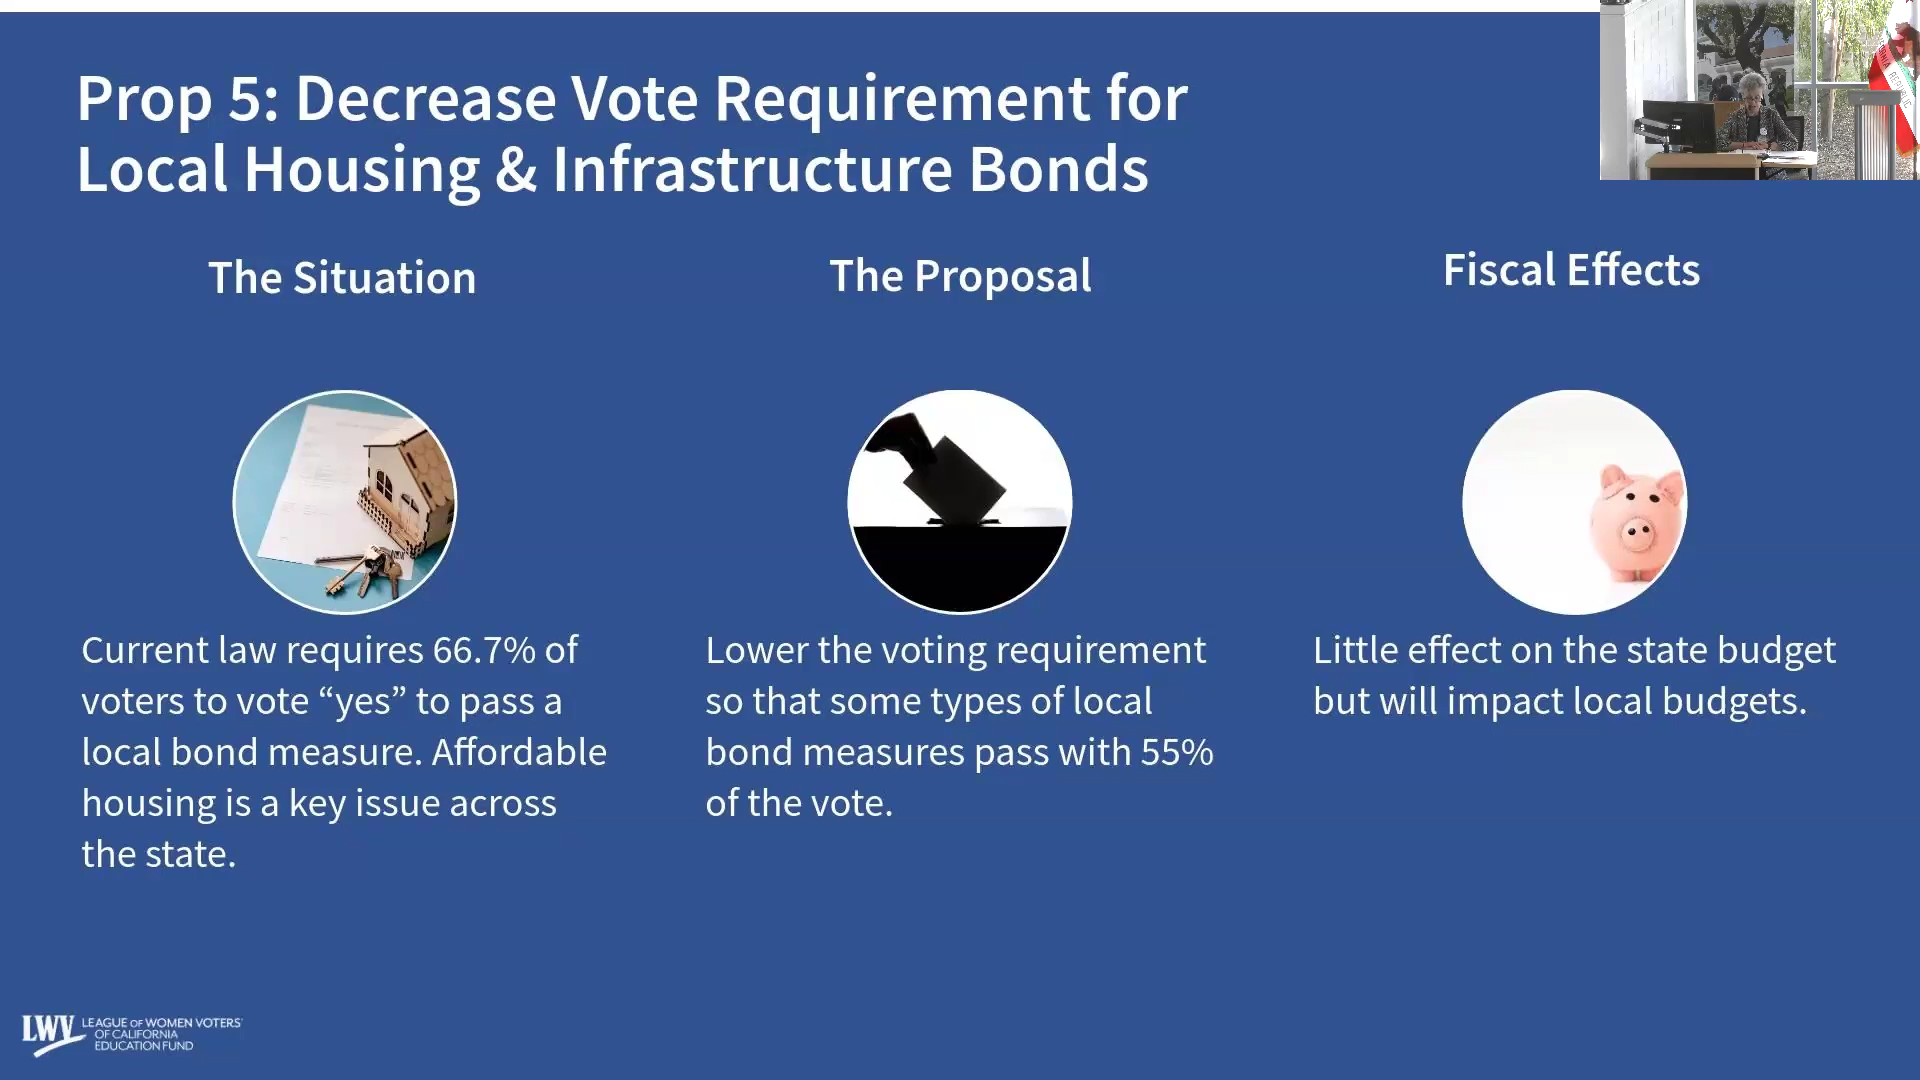 Prop 5: Decrease Vote Requirement for
Local Housing & Infrastructure Bonds
The Situation
Current law requires 66.7% of
voters to vote “yes” to pass a
local bond measure. Affordable
housing is a key issue across
the state.
The Proposal
Lower the voting requirement
so that some types of local
bond measures pass with 55%
of the vote.
Fiscal Effects
Little effect on the state budget
but will impact local budgets.
LWV
LEAGUE OF WOMEN VOTERS®
OF CALIFORNIA
EDUCATION FUND
REPUBLIC